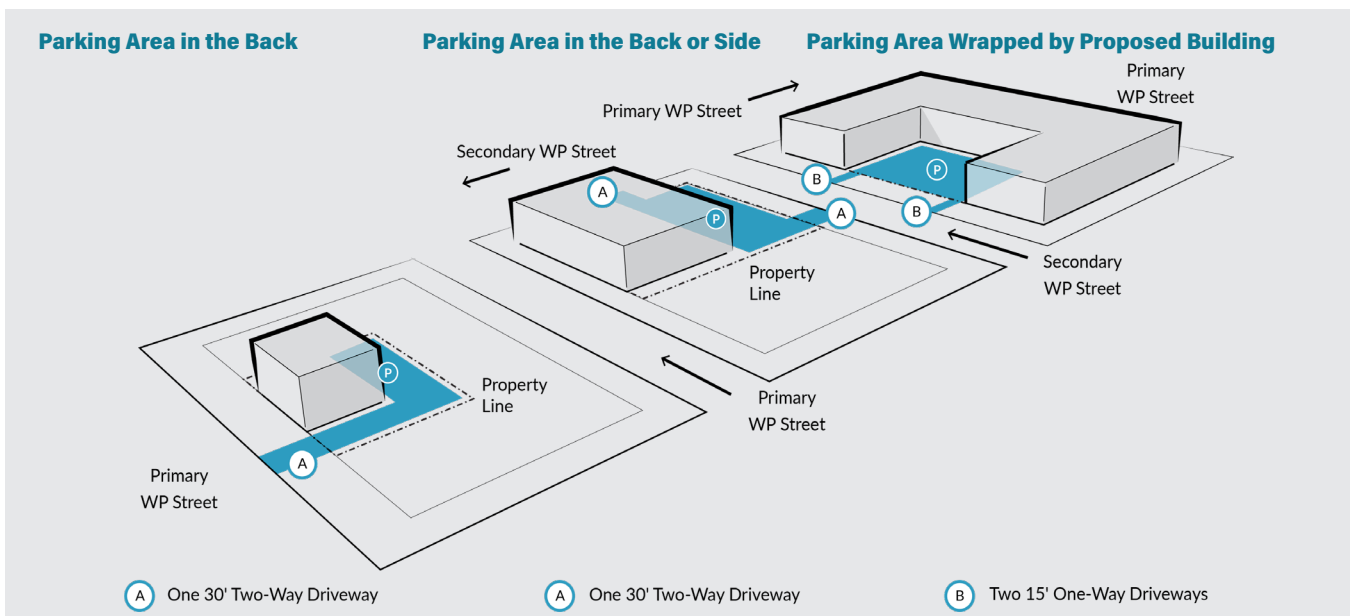 Parking Area in the Back
Parking Area in the Back or Side
Parking Area Wrapped by Proposed Building
Primary
WP Street
Primary WP Street
Secondary WP Street
A
P
A
B
P
B
Property
Line
Secondary
WP Street
P
Property
Line
Primary
WP Street
A
Primary
WP Street
A One 30' Two-Way Driveway
A One 30' Two-Way Driveway
B Two 15' One-Way Driveways